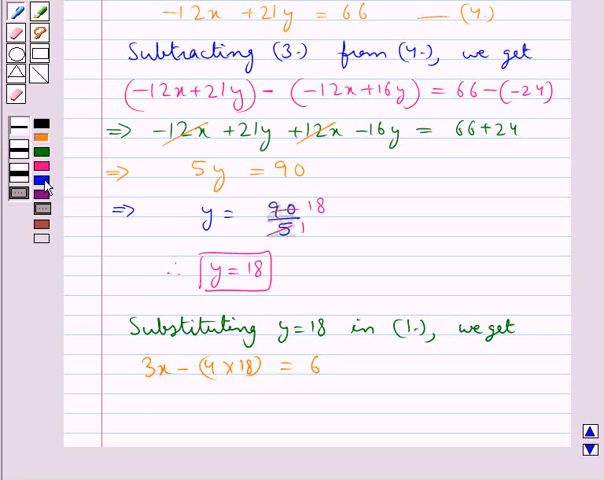 -12x +21y = 66 — (4.)
Subtracting (3.) from (4.), we get
(-12x+21y) - (-12x+16y) = 66-(-24)
⇒ -12x +21y +12x -16y = 66+24
⇒ 5y = 90
⇒ y = 90/5 18/1
∴ y = 18
Substituting y=18 in (1.), we get
3x - (4×18) = 6